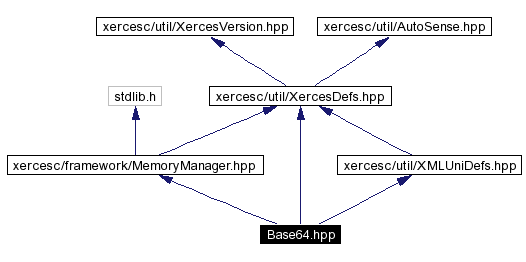 xercesc/util/XercesVersion.hpp
xercesc/util/AutoSense.hpp
stdlib.h
xercesc/util/XercesDefs.hpp
xercesc/framework/MemoryManager.hpp
xercesc/util/XMLUniDefs.hpp
Base64.hpp